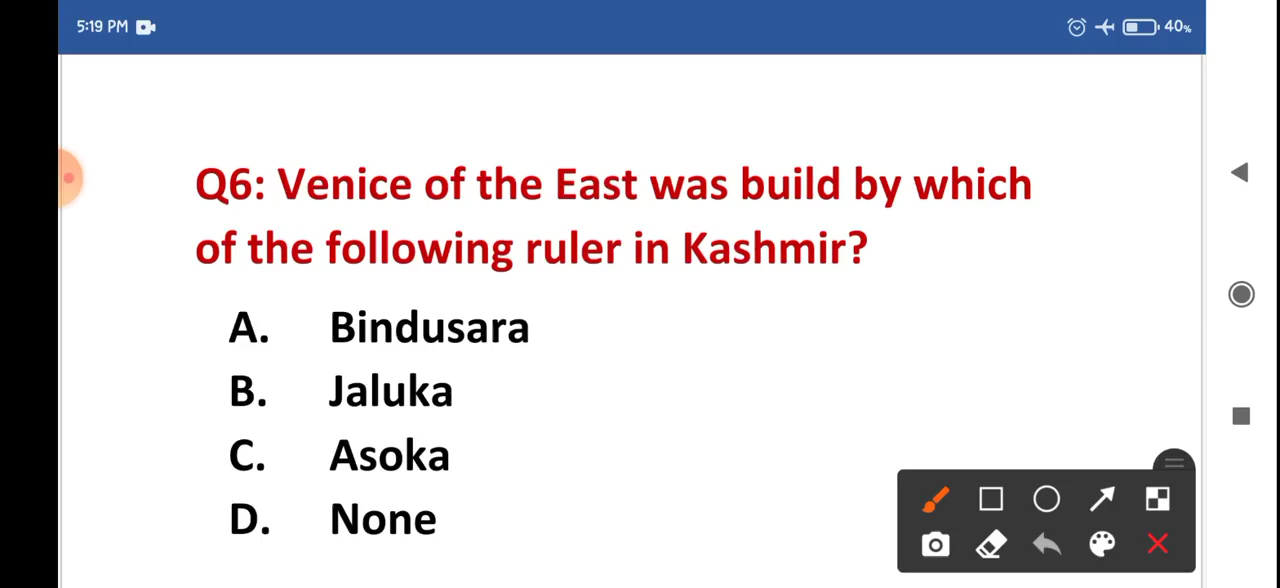 5:19 PM
40%
Q6: Venice of the East was build by which
of the following ruler in Kashmir?
A. Bindusara
B. Jaluka
C. Asoka
D. None